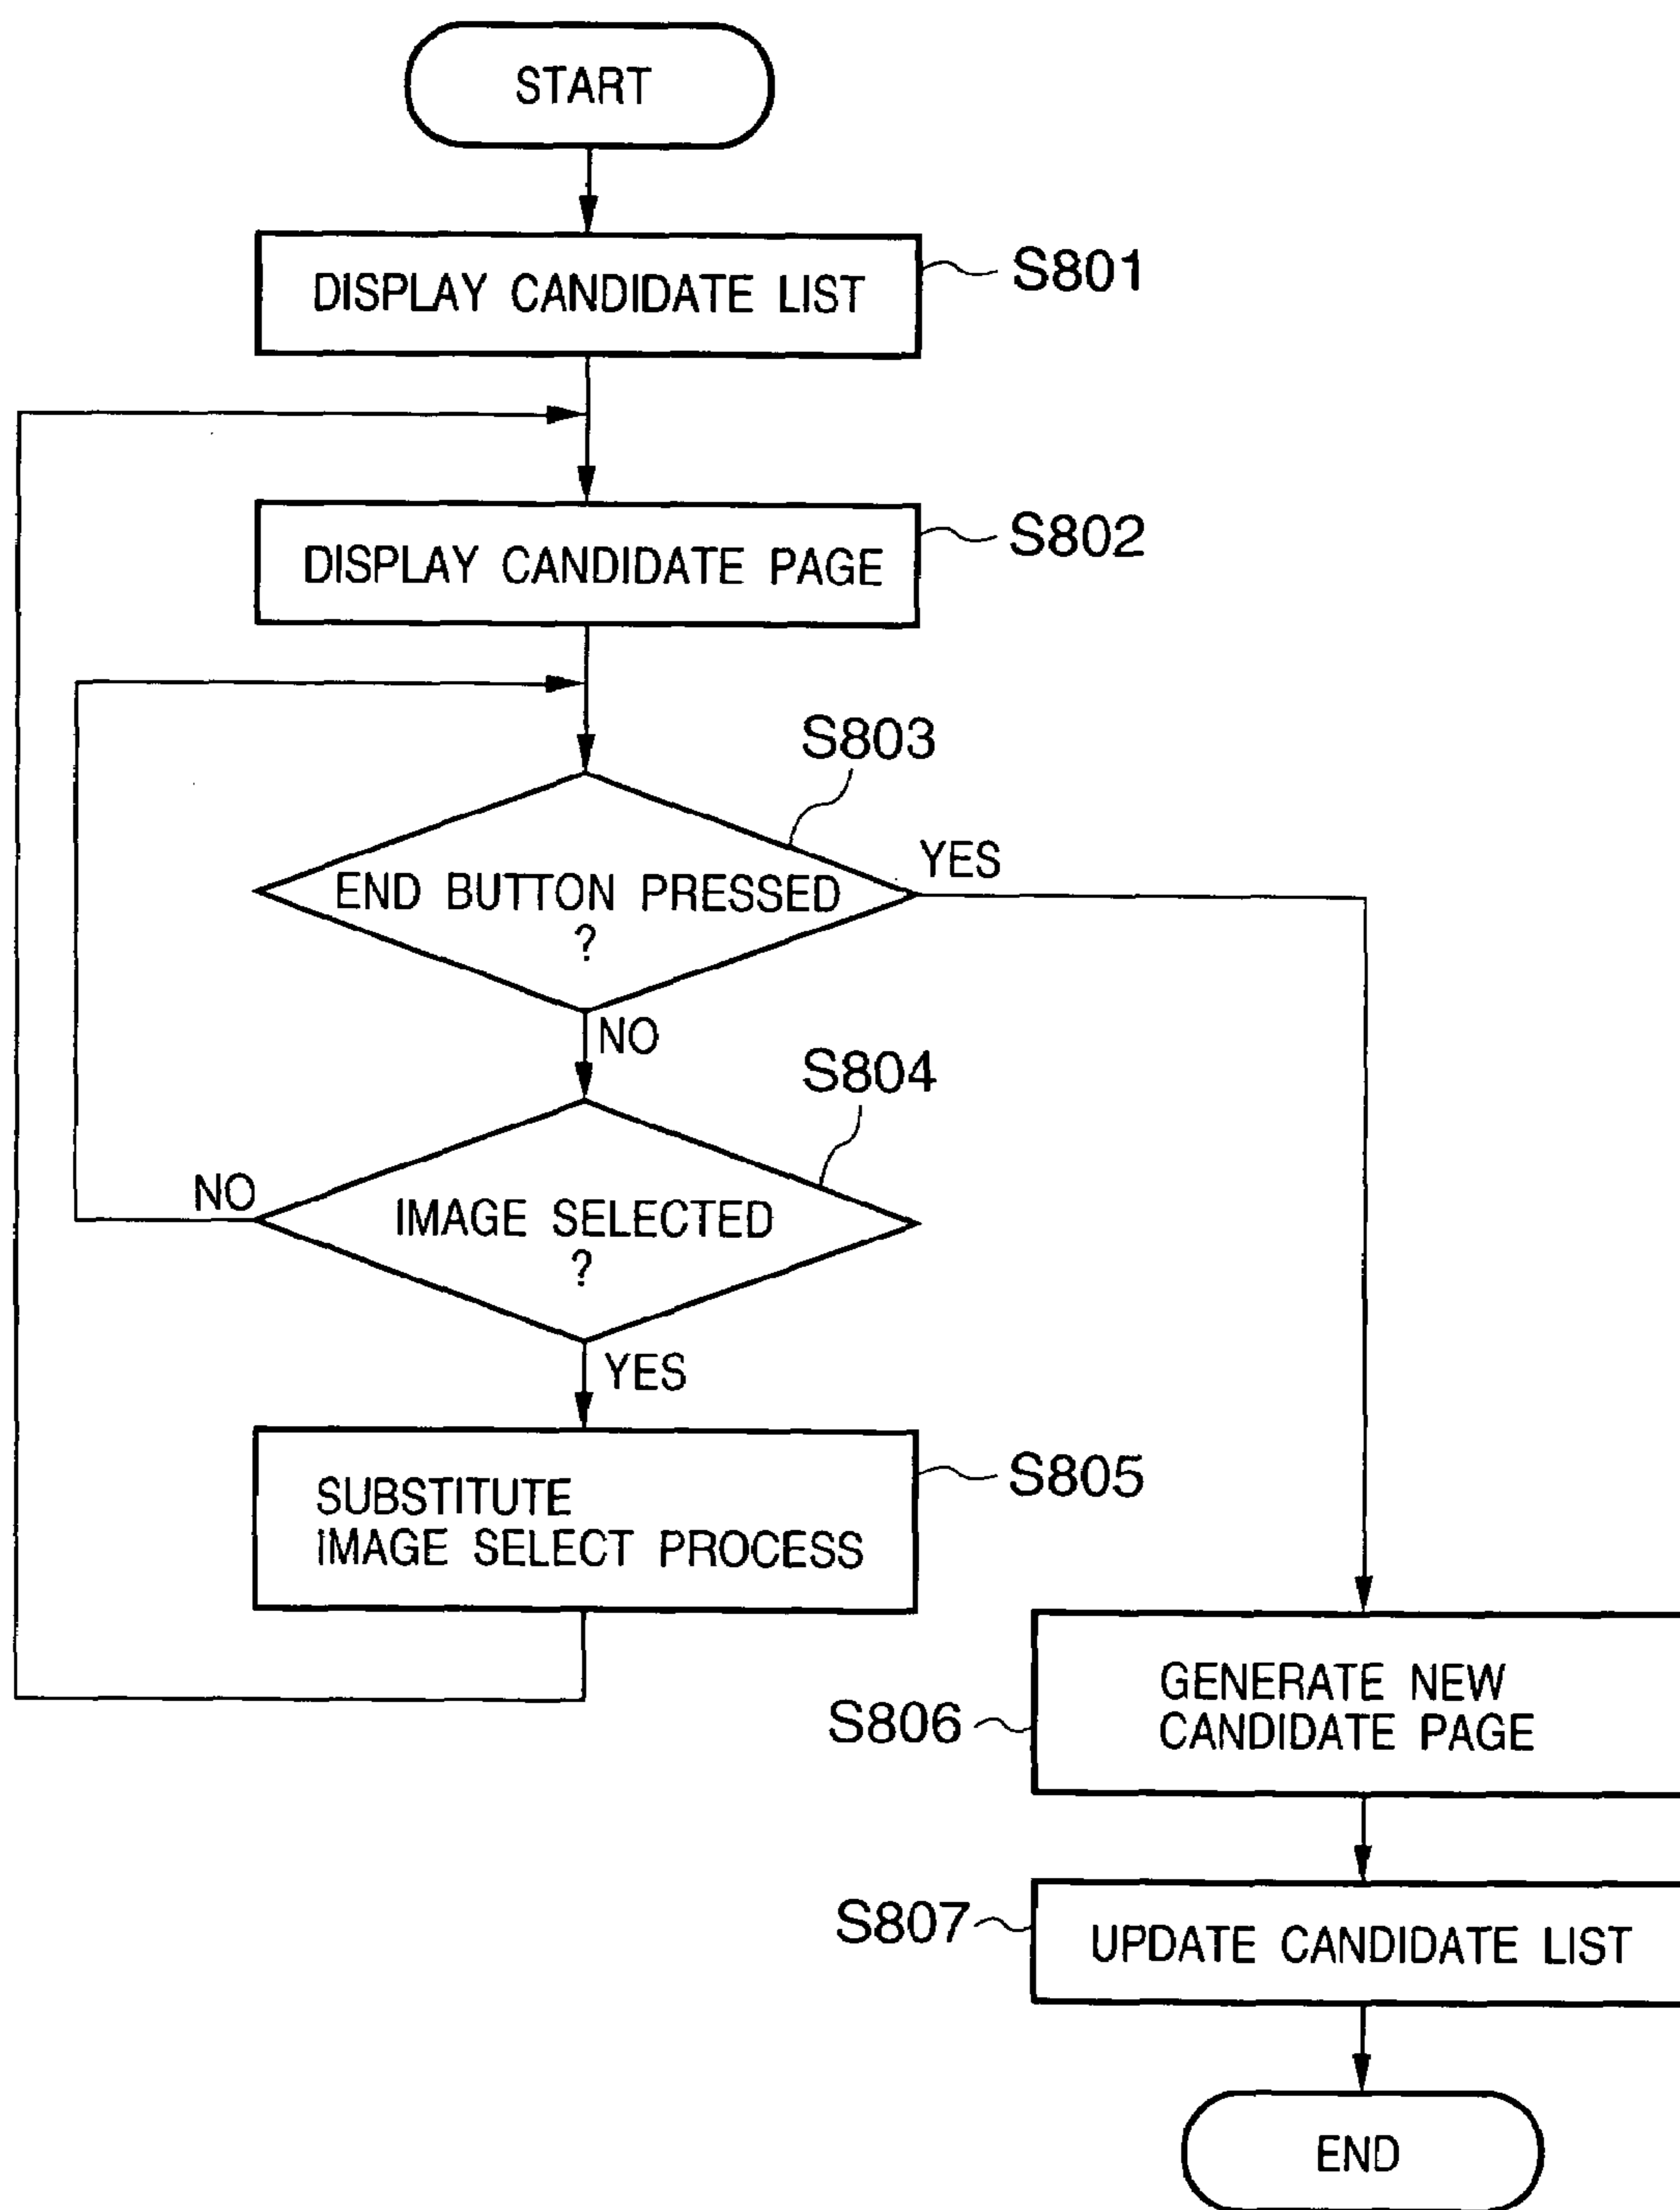 START
DISPLAY CANDIDATE LIST
S801
DISPLAY CANDIDATE PAGE
S802
S803
END BUTTON PRESSED
?
YES
NO
S804
IMAGE SELECTED
?
NO
YES
SUBSTITUTE
IMAGE SELECT PROCESS
S805
GENERATE NEW
CANDIDATE PAGE
S806
UPDATE CANDIDATE LIST
S807
END